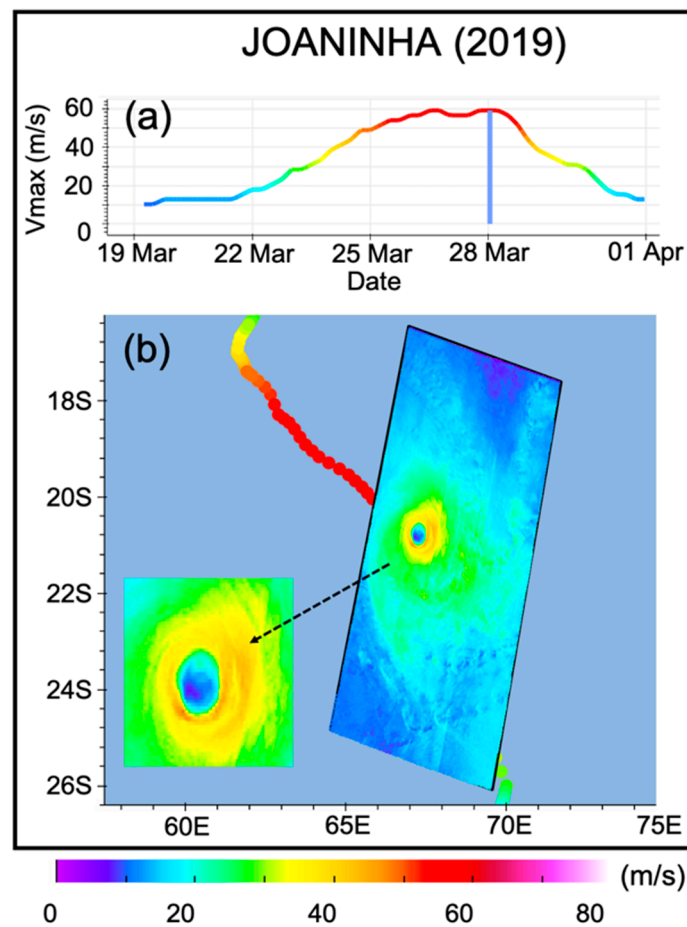 JOANINHA (2019)
(a)
Vmax (m/s)
60
40
20
0
19 Mar 22 Mar 25 Mar 28 Mar 01 Apr
Date
(b)
18S
20S
22S
24S
26S
60E 65E 70E 75E
(m/s)
0 20 40 60 80